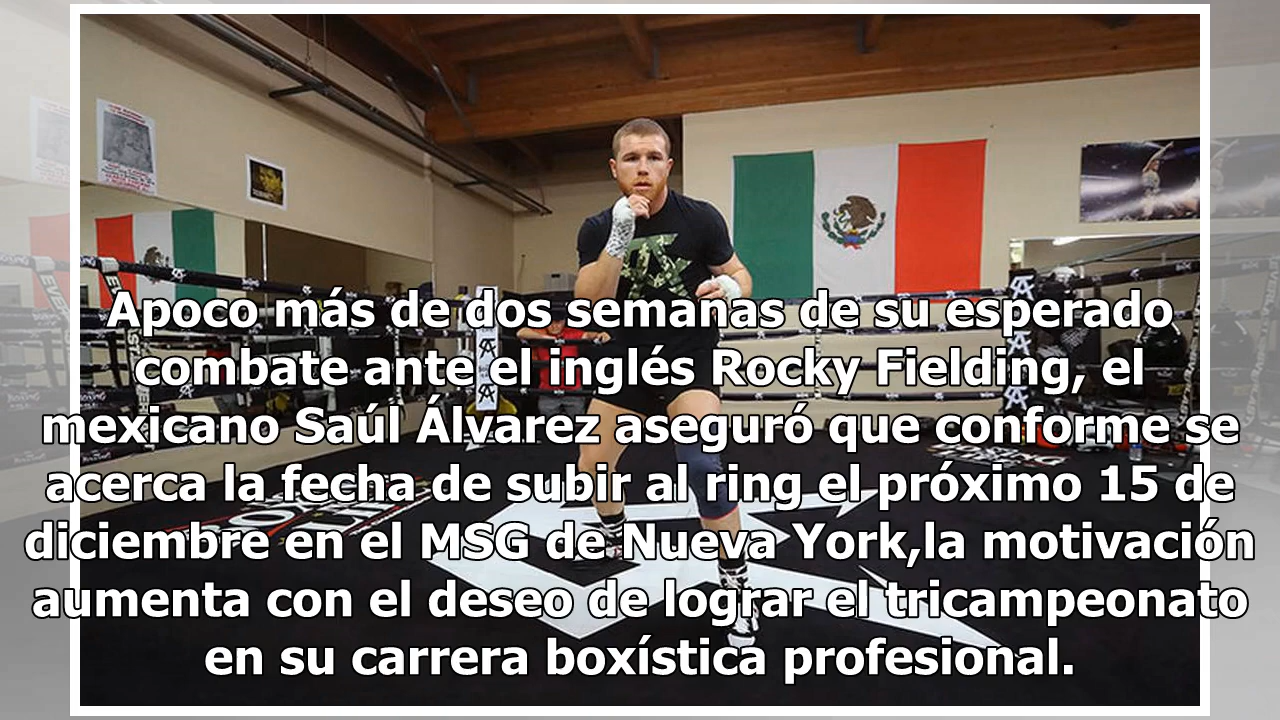 Apoco más de dos semanas de su esperado
combate ante el inglés Rocky Fielding, el
mexicano Saúl Álvarez aseguró que conforme se
acerca la fecha de subir al ring el próximo 15 de
diciembre en el MSG de Nueva York,la motivación
aumenta con el deseo de lograr el tricampeonato
en su carrera boxística profesional.